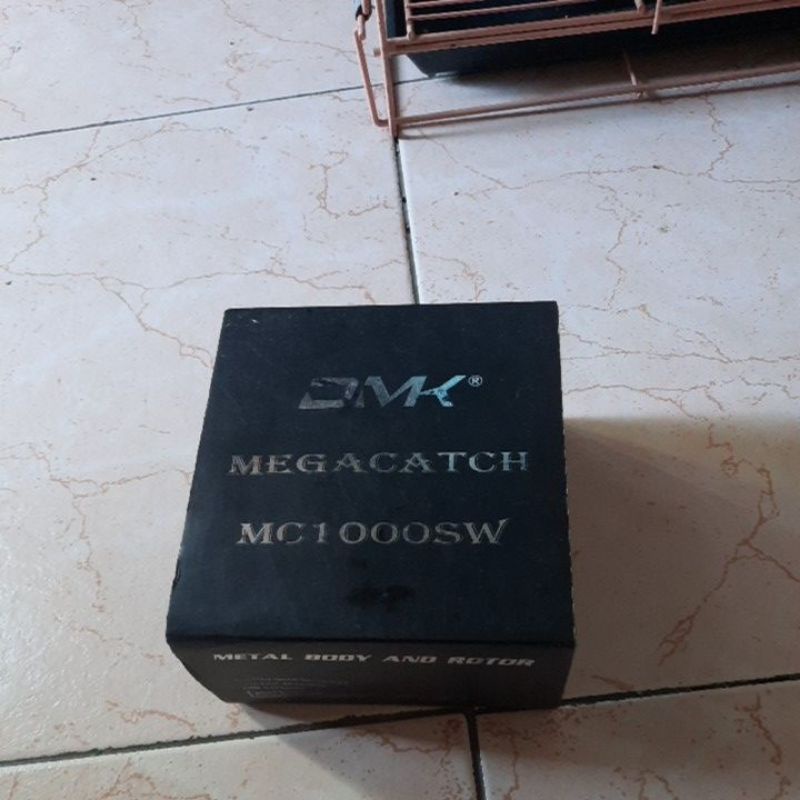 DMK®
MEGACATCH
MC1000SW
METAL BODY AND ROTOR